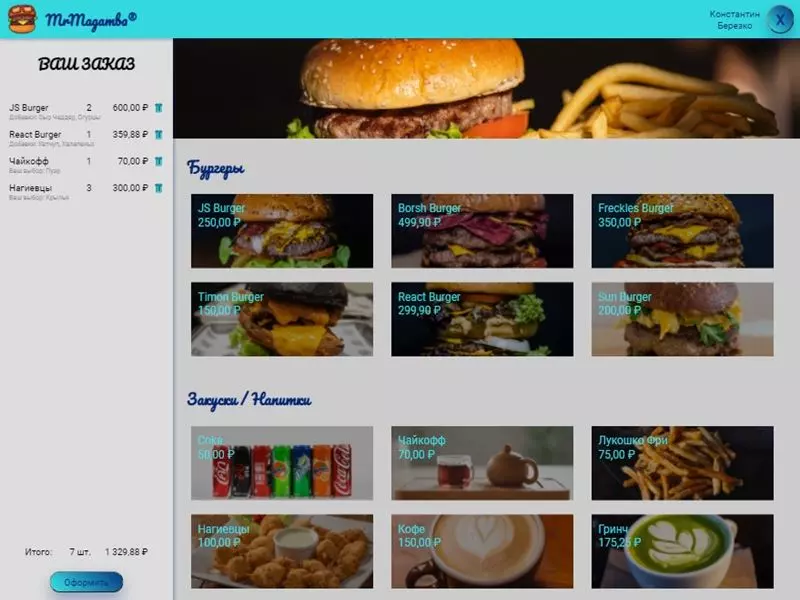 MrMagamba®
Константин
Березко
X
ВАШ ЗАКАЗ
JS Burger 2 600,00 ₽
Добавки: Сыр Чеддер, Огурцы
React Burger 1 359,88 ₽
Добавки: Кетчуп, Халапеньо
Чайкофф 1 70,00 ₽
Ваш выбор: Пуэр
Нагиевцы 3 300,00 ₽
Ваш выбор: Крылья
Итого: 7 шт. 1 329,88 ₽
Оформить
Бургеры
JS Burger
250,00 ₽
Borsh Burger
499,90 ₽
Freckles Burger
350,00 ₽
Timon Burger
150,00 ₽
React Burger
299,90 ₽
Sun Burger
200,00 ₽
Закуски / Напитки
Coke
50,00 ₽
Чайкофф
70,00 ₽
Лукошко Фри
75,00 ₽
Нагиевцы
100,00 ₽
Кофе
150,00 ₽
Гринч
175,25 ₽